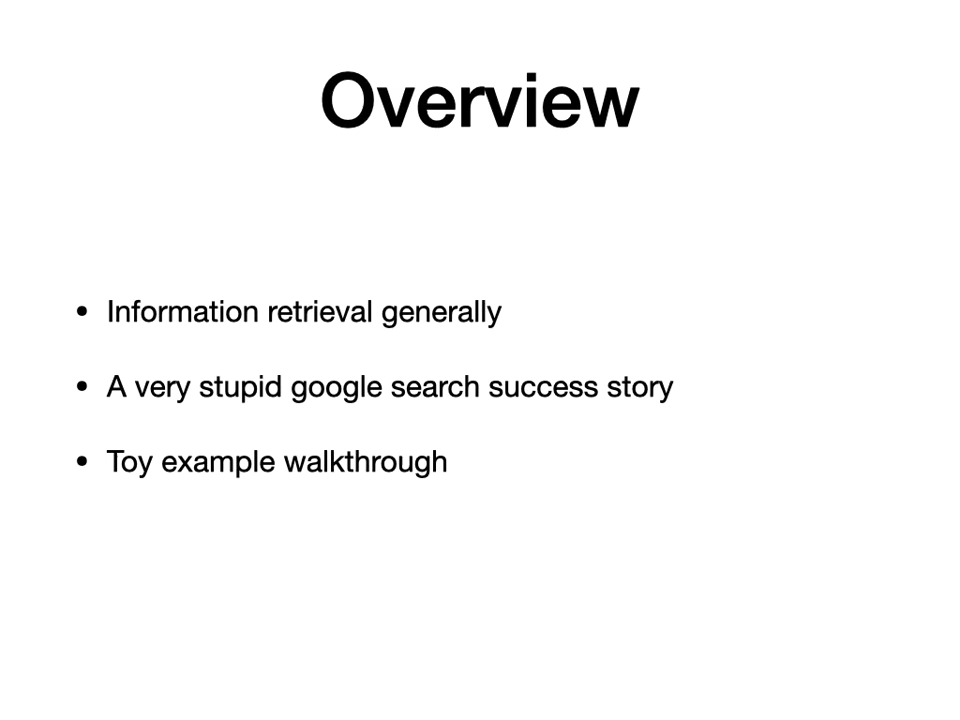 Overview
• Information retrieval generally
• A very stupid google search success story
• Toy example walkthrough